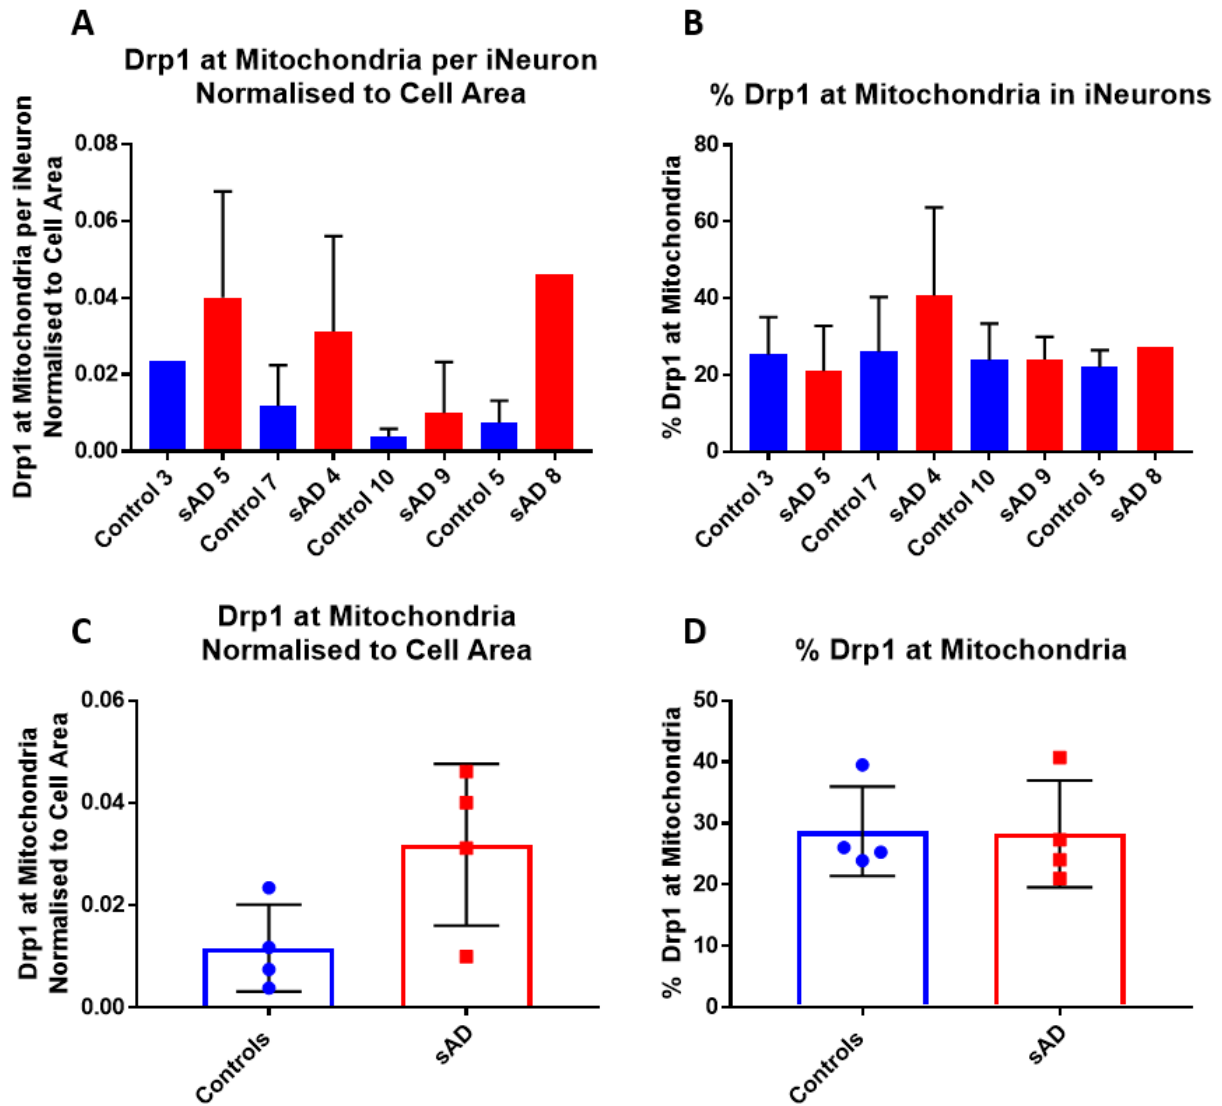 A
Drp1 at Mitochondria per iNeuron
Normalised to Cell Area
Drp1 at Mitochondria per iNeuron
Normalised to Cell Area
0.08
0.06
0.04
0.02
0.00
Control 3
sAD 5
Control 7
sAD 4
Control 10
sAD 9
Control 5
sAD 8
B
% Drp1 at Mitochondria in iNeurons
% Drp1 at Mitochondria
80
60
40
20
0
Control 3
sAD 5
Control 7
sAD 4
Control 10
sAD 9
Control 5
sAD 8
C
Drp1 at Mitochondria
Normalised to Cell Area
Drp1 at Mitochondria
Normalised to Cell Area
0.06
0.04
0.02
0.00
Controls
sAD
D
% Drp1 at Mitochondria
% Drp1 at Mitochondria
50
40
30
20
10
0
Controls
sAD